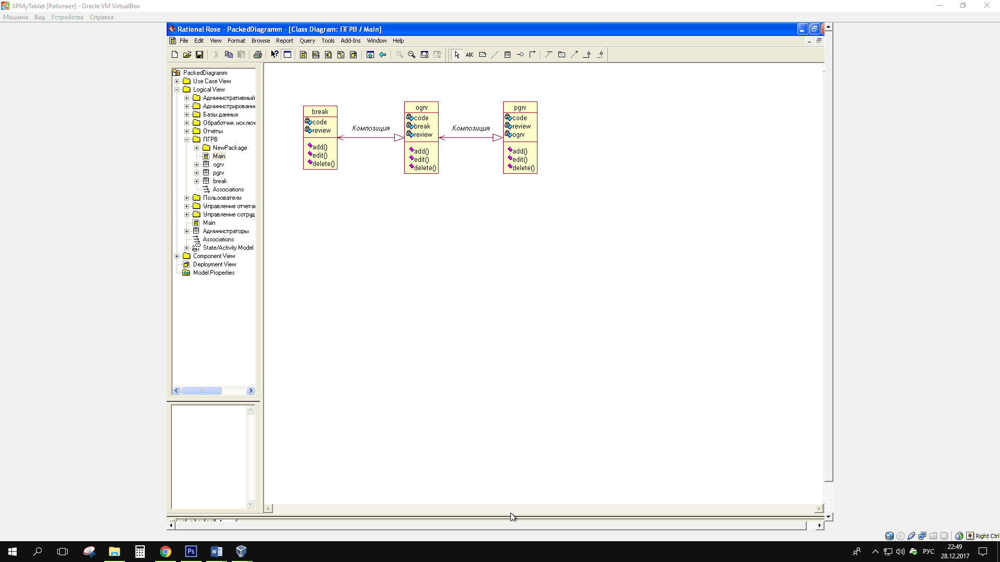 XPMyTablet [Работает] - Oracle VM VirtualBox
Машина Вид Устройства Справка
Rational Rose - PackedDiagramm - [Class Diagram: ПГРВ / Main]
File Edit View Format Browse Report Query Tools Add-Ins Window Help
ABC
PackedDiagramm
Use Case View
Logical View
Административный
Администрировани
Базы данных
Обработчик исключ
Отчёты
ПГРВ
NewPackage
Main
ogrv
pgrv
break
Associations
Пользователи
Управление отчета
Управление сотруд
Main
Администраторы
Associations
State/Activity Model
Component View
Deployment View
Model Properties
break
code
review
add()
edit()
delete()
Композиция
ogrv
code
break
review
add()
edit()
delete()
Композиция
pgrv
code
review
ogrv
add()
edit()
delete()
Right Ctrl
Ps
РУС
22:49
28.12.2017